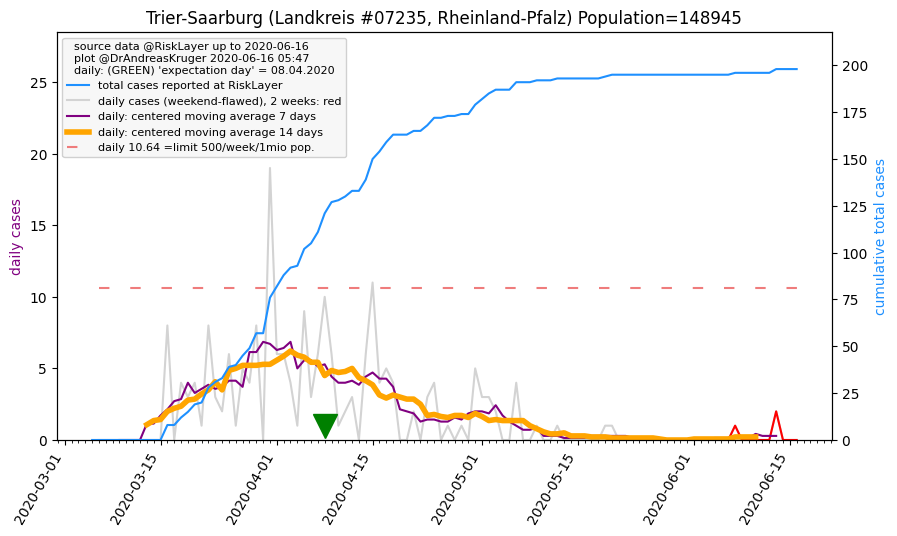 Trier-Saarburg (Landkreis #07235, Rheinland-Pfalz) Population=148945
source data @RiskLayer up to 2020-06-16
plot @DrAndreasKruger 2020-06-16 05:47
daily: (GREEN) 'expectation day' = 08.04.2020
total cases reported at RiskLayer
daily cases (weekend-flawed), 2 weeks: red
daily: centered moving average 7 days
daily: centered moving average 14 days
daily 10.64 =limit 500/week/1mio pop.
daily cases
25
20
15
10
5
0
cumulative total cases
200
175
150
125
100
75
50
25
0
2020-03-01
2020-03-15
2020-04-01
2020-04-15
2020-05-01
2020-05-15
2020-06-01
2020-06-15